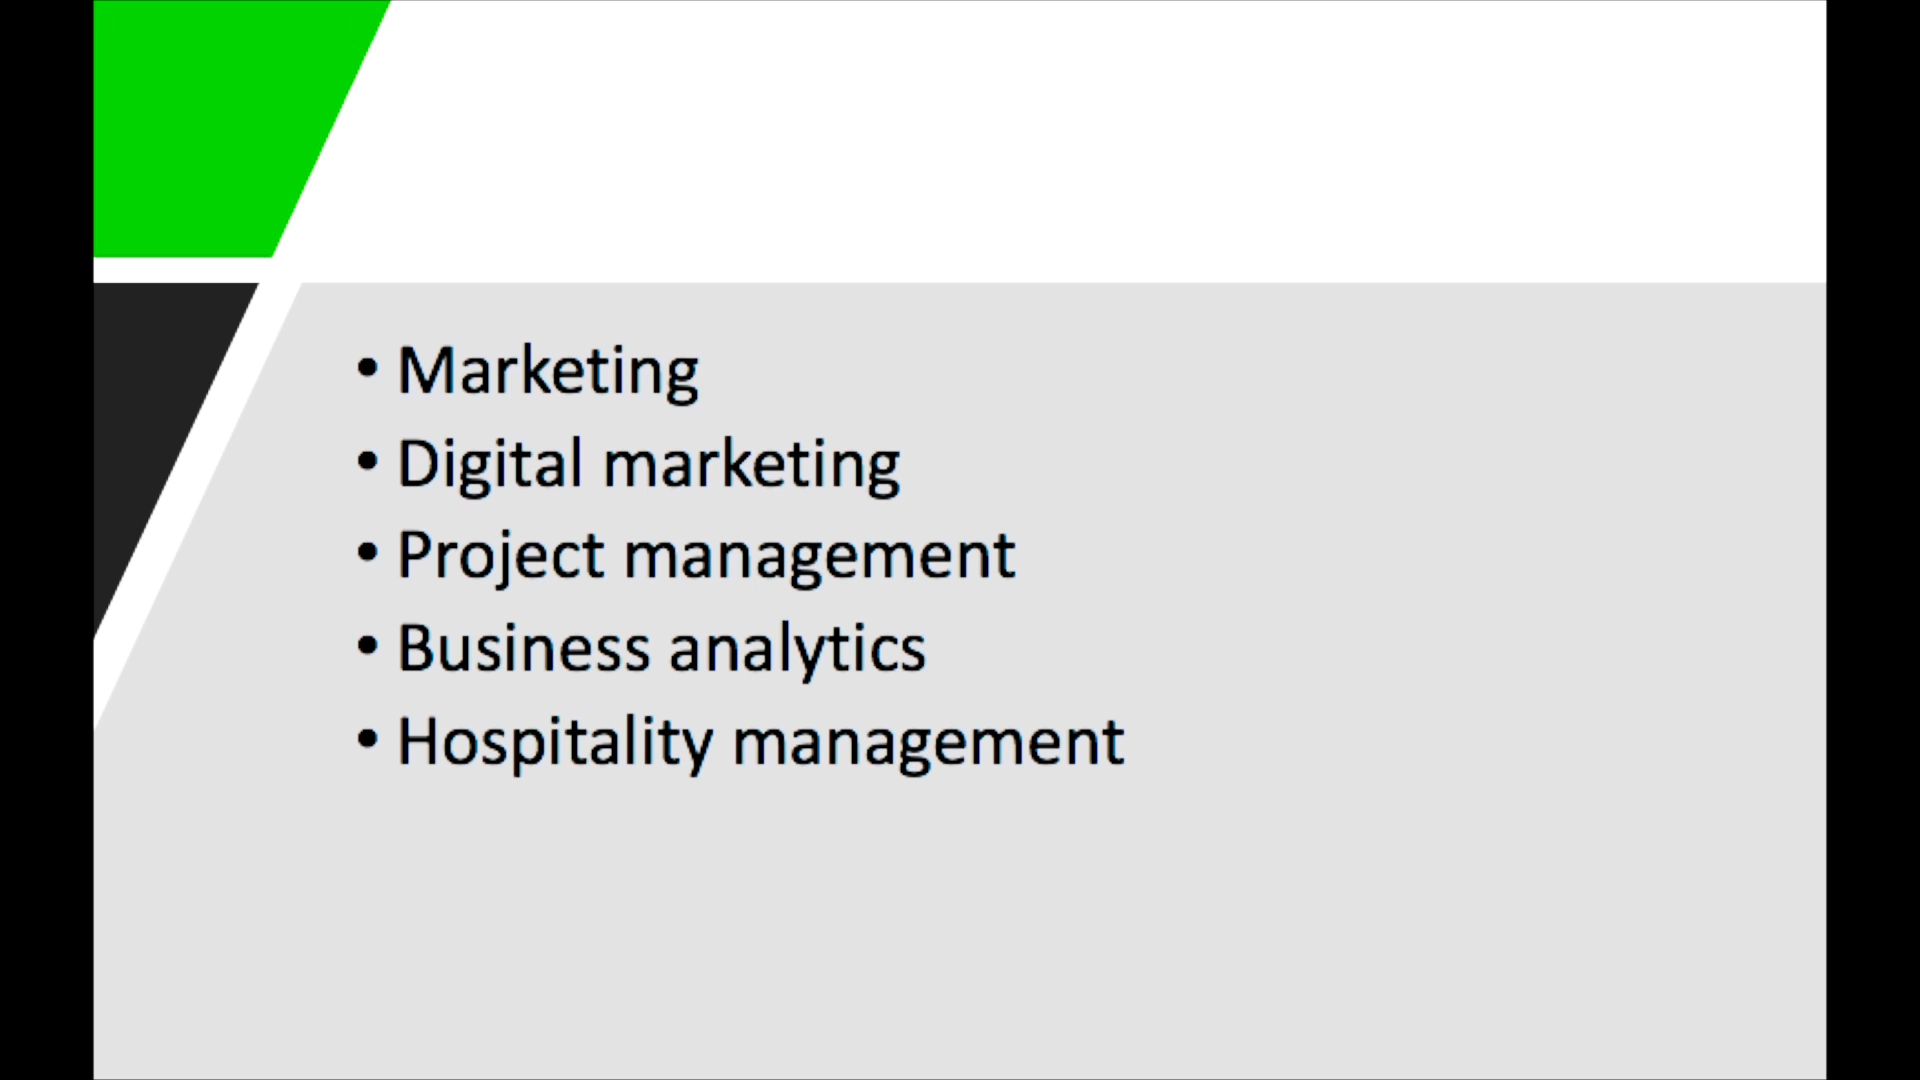 • Marketing
• Digital marketing
• Project management
• Business analytics
• Hospitality management